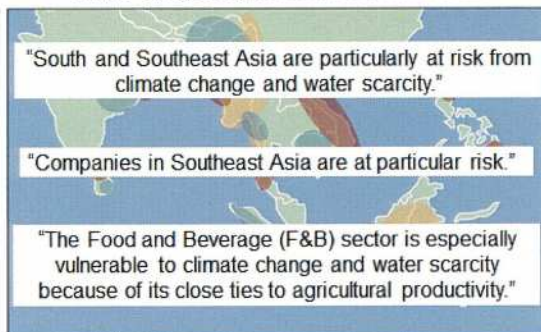 "South and Southeast Asia are particularly at risk from
climate change and water scarcity."
"Companies in Southeast Asia are at particular risk."
"The Food and Beverage (F&B) sector is especially
vulnerable to climate change and water scarcity
because of its close ties to agricultural productivity."